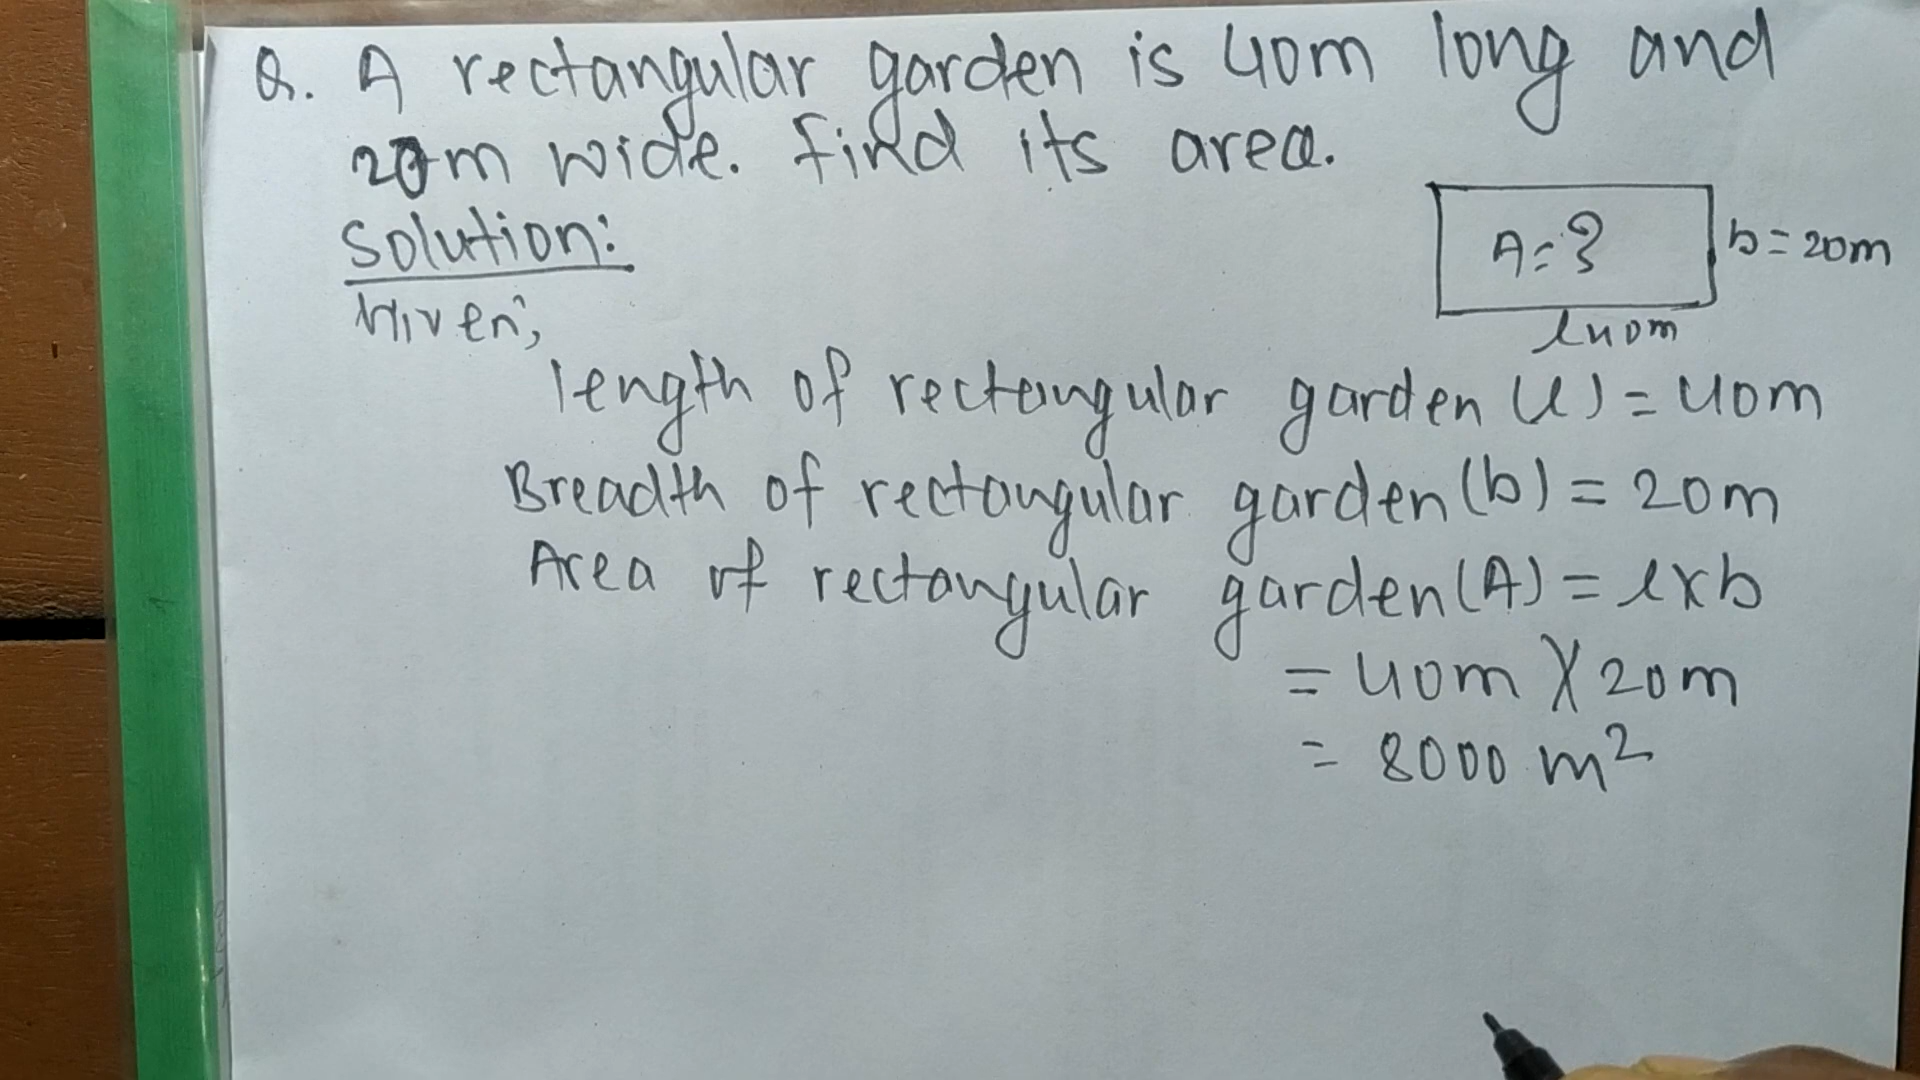 Q. A rectangular garden is 40m long and
20m wide. Find its area.
Solution:
Given,
A=?
b=20m
l 40m
length of rectangular garden (l) = 40m
Breadth of rectangular garden (b) = 20m
Area of rectangular garden (A) = l×b
= 40m × 20m
= 8000 m²